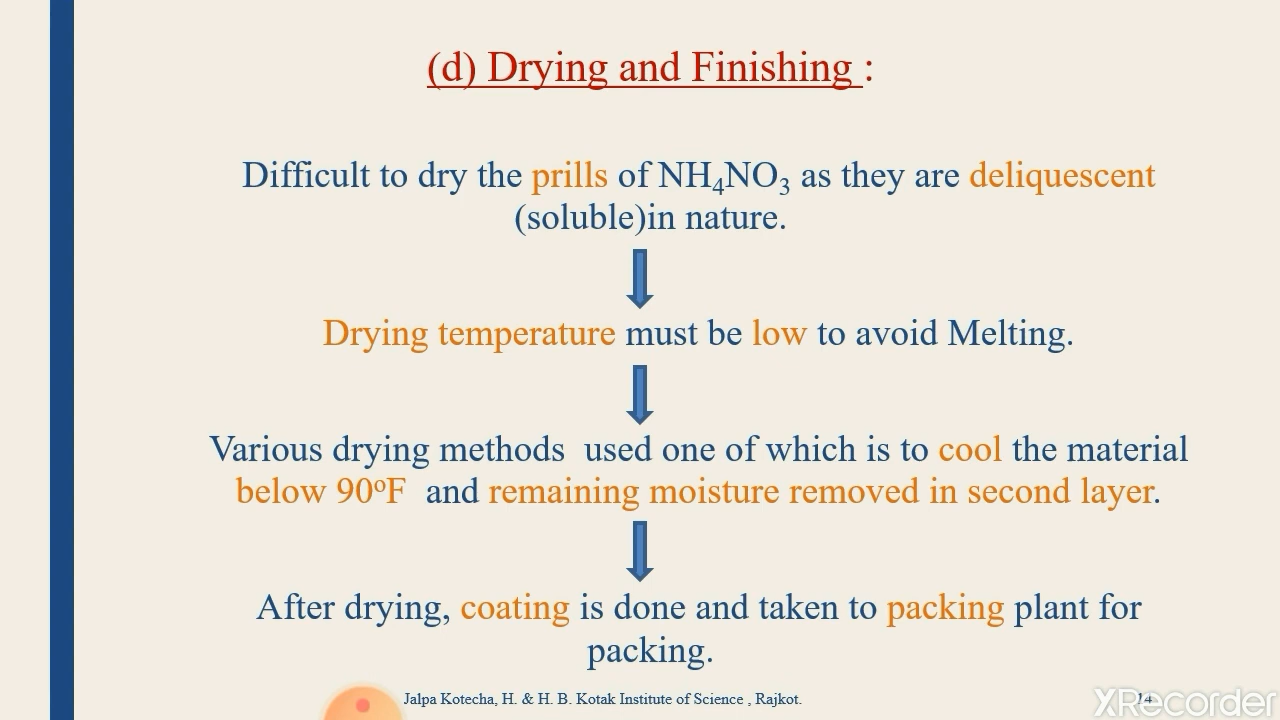 (d) Drying and Finishing :
Difficult to dry the prills of NH₄NO₃ as they are deliquescent
(soluble)in nature.
Drying temperature must be low to avoid Melting.
Various drying methods  used one of which is to cool the material
below 90ᵒF  and remaining moisture removed in second layer.
After drying, coating is done and taken to packing plant for
packing.
Jalpa Kotecha, H. & H. B. Kotak Institute of Science , Rajkot.
14
XRecorder